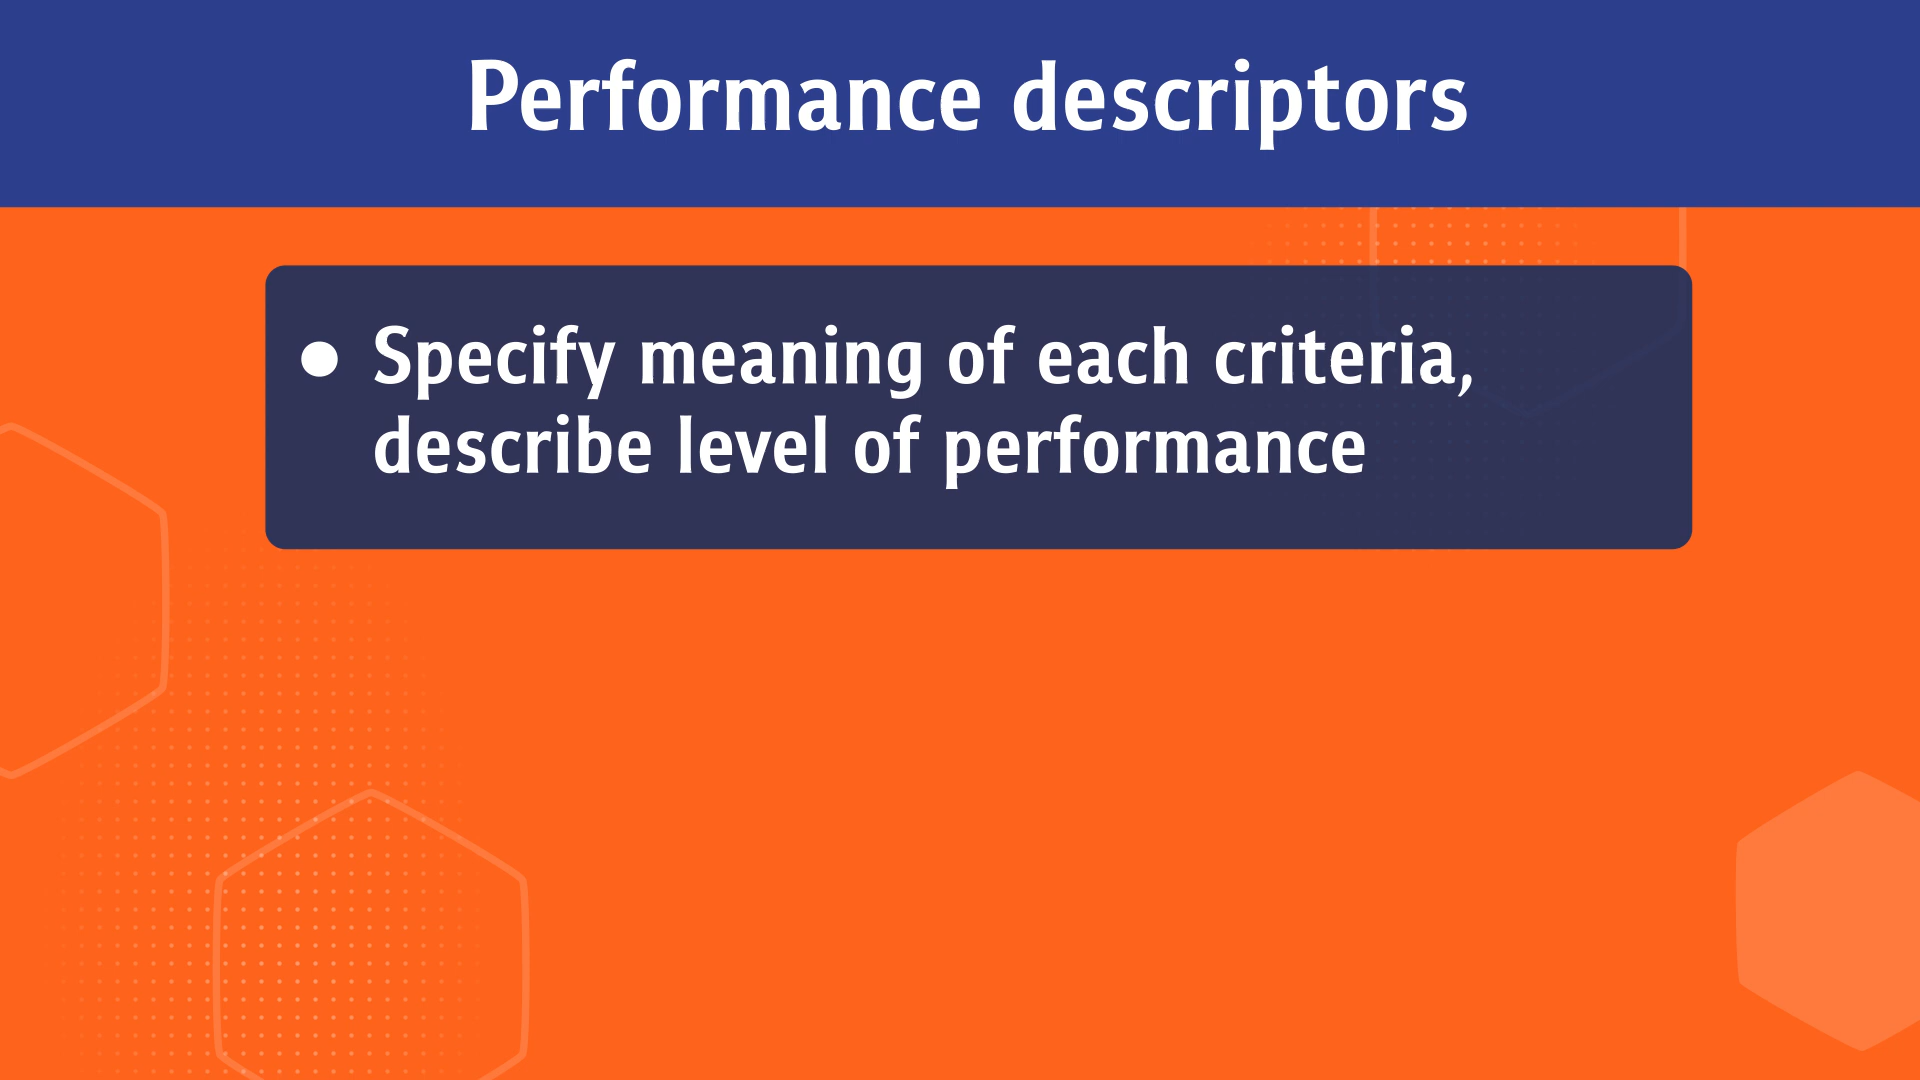 Performance descriptors
● Specify meaning of each criteria,
describe level of performance